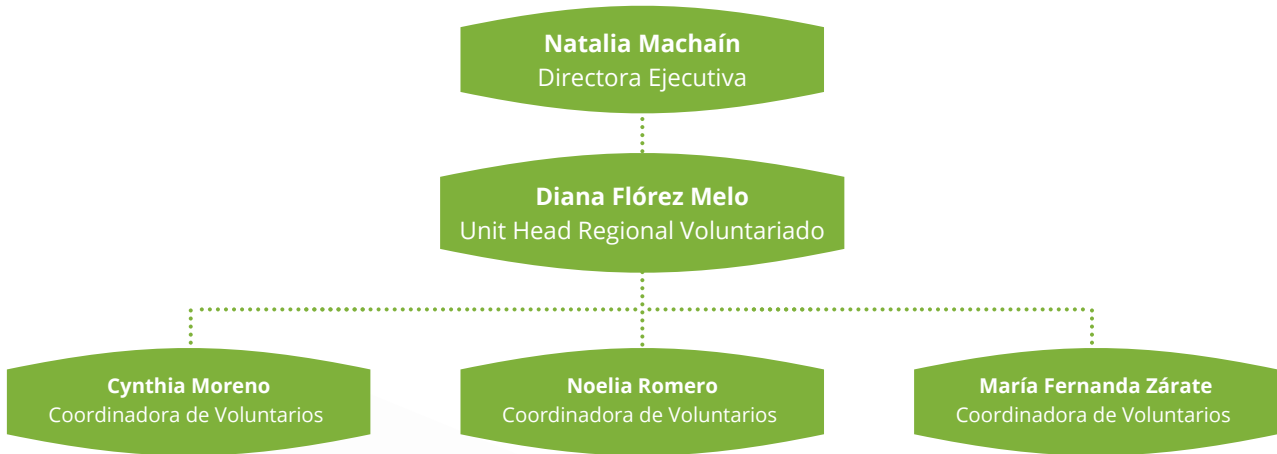 Natalia Machaín
Directora Ejecutiva
Diana Flórez Melo
Unit Head Regional Voluntariado
Cynthia Moreno
Coordinadora de Voluntarios
Noelia Romero
Coordinadora de Voluntarios
María Fernanda Zárate
Coordinadora de Voluntarios